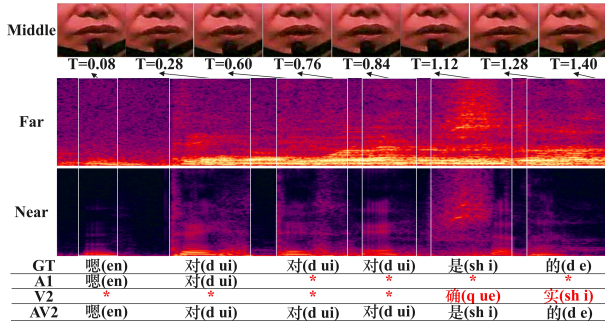 Middle
T=0.08 T=0.28 T=0.60 T=0.76 T=0.84 T=1.12 T=1.28 T=1.40
Far
Near
GT 嗯(en) 对(d ui) 对(d ui) 对(d ui) 是(sh i) 的(d e)
A1 嗯(en) 对(d ui) * * * *
V2 * * * * 确(q ue) 实(sh i)
AV2 嗯(en) 对(d ui) 对(d ui) 对(d ui) 是(sh i) 的(d e)